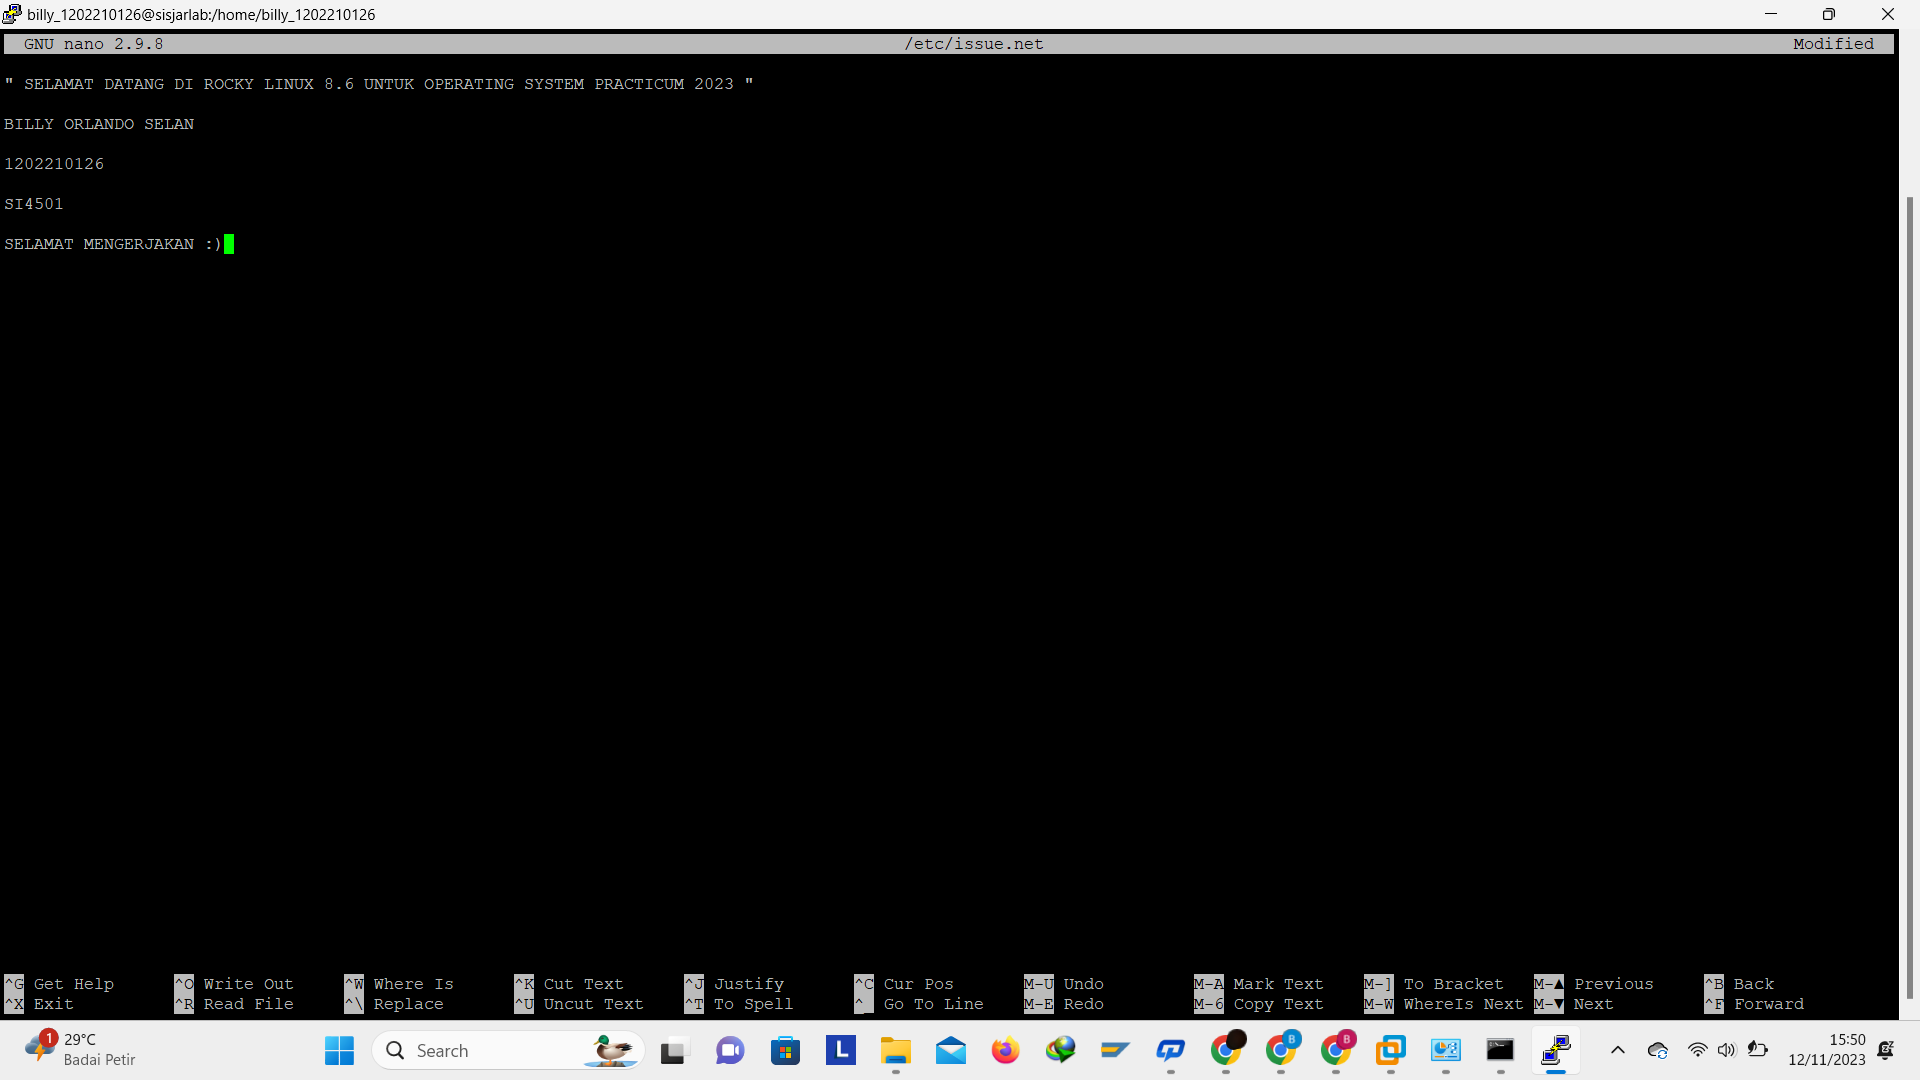 billy_1202210126@sisjarlab:/home/billy_1202210126
GNU nano 2.9.8 /etc/issue.net Modified
" SELAMAT DATANG DI ROCKY LINUX 8.6 UNTUK OPERATING SYSTEM PRACTICUM 2023 "
BILLY ORLANDO SELAN
1202210126
SI4501
SELAMAT MENGERJAKAN :)
^G Get Help ^O Write Out ^W Where Is ^K Cut Text ^J Justify ^C Cur Pos M-U Undo M-A Mark Text M-] To Bracket M-▲ Previous ^B Back
^X Exit ^R Read File ^\ Replace ^U Uncut Text ^T To Spell ^_ Go To Line M-E Redo M-6 Copy Text M-W WhereIs Next M-▼ Next ^F Forward
1 29°C
Badai Petir
Search
L
B
B
15:50
12/11/2023